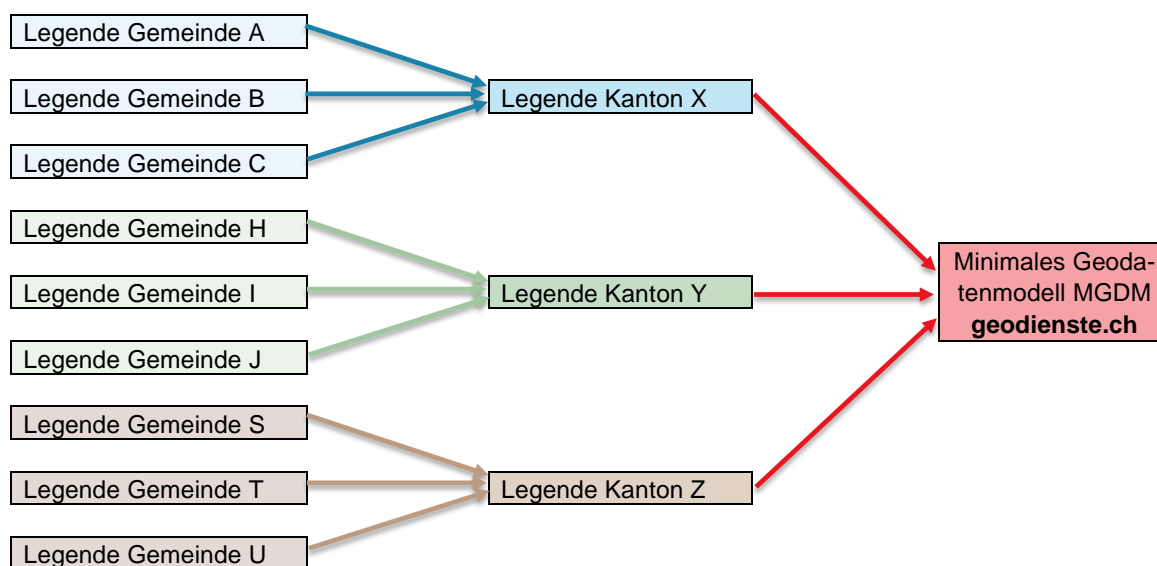 Legende Gemeinde A
Legende Gemeinde B
Legende Gemeinde C
Legende Gemeinde H
Legende Gemeinde I
Legende Gemeinde J
Legende Gemeinde S
Legende Gemeinde T
Legende Gemeinde U
Legende Kanton X
Legende Kanton Y
Legende Kanton Z
Minimales Geoda-
tenmodell MGDM
geodienste.ch